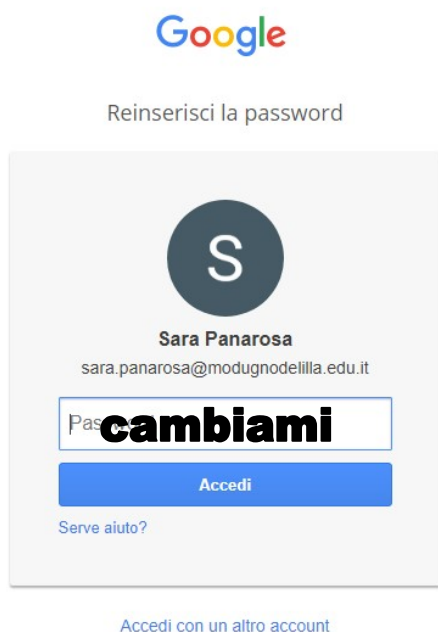 Google
Reinserisci la password
S
Sara Panarosa
sara.panarosa@modugnodelilla.edu.it
cambiami
Accedi
Serve aiuto?
Accedi con un altro account